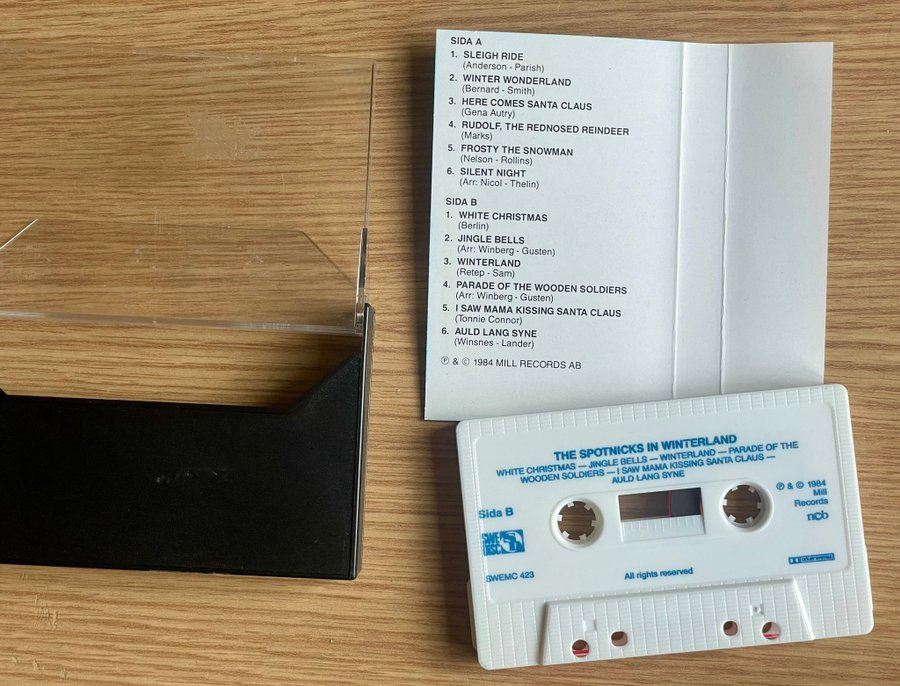 SIDA A
1. SLEIGH RIDE
(Anderson - Parish)
2. WINTER WONDERLAND
(Bernard - Smith)
3. HERE COMES SANTA CLAUS
(Gena Autry)
4. RUDOLF, THE REDNOSED REINDEER
(Marks)
5. FROSTY THE SNOWMAN
(Nelson - Rollins)
6. SILENT NIGHT
(Arr: Nicol - Thelin)
SIDA B
1. WHITE CHRISTMAS
(Berlin)
2. JINGLE BELLS
(Arr: Winberg - Gusten)
3. WINTERLAND
(Retep - Sam)
4. PARADE OF THE WOODEN SOLDIERS
(Arr: Winberg - Gusten)
5. I SAW MAMA KISSING SANTA CLAUS
(Tonnie Connor)
6. AULD LANG SYNE
(Winsnes - Lander)
℗ & © 1984 MILL RECORDS AB
THE SPOTNICKS IN WINTERLAND
WHITE CHRISTMAS — JINGLE BELLS — WINTERLAND — PARADE OF THE
WOODEN SOLDIERS — I SAW MAMA KISSING SANTA CLAUS —
AULD LANG SYNE
℗ & © 1984
Mill
Records
ncb
Sida B
SWE
DISC
SWEMC 423
All rights reserved
DOLBY SYSTEM